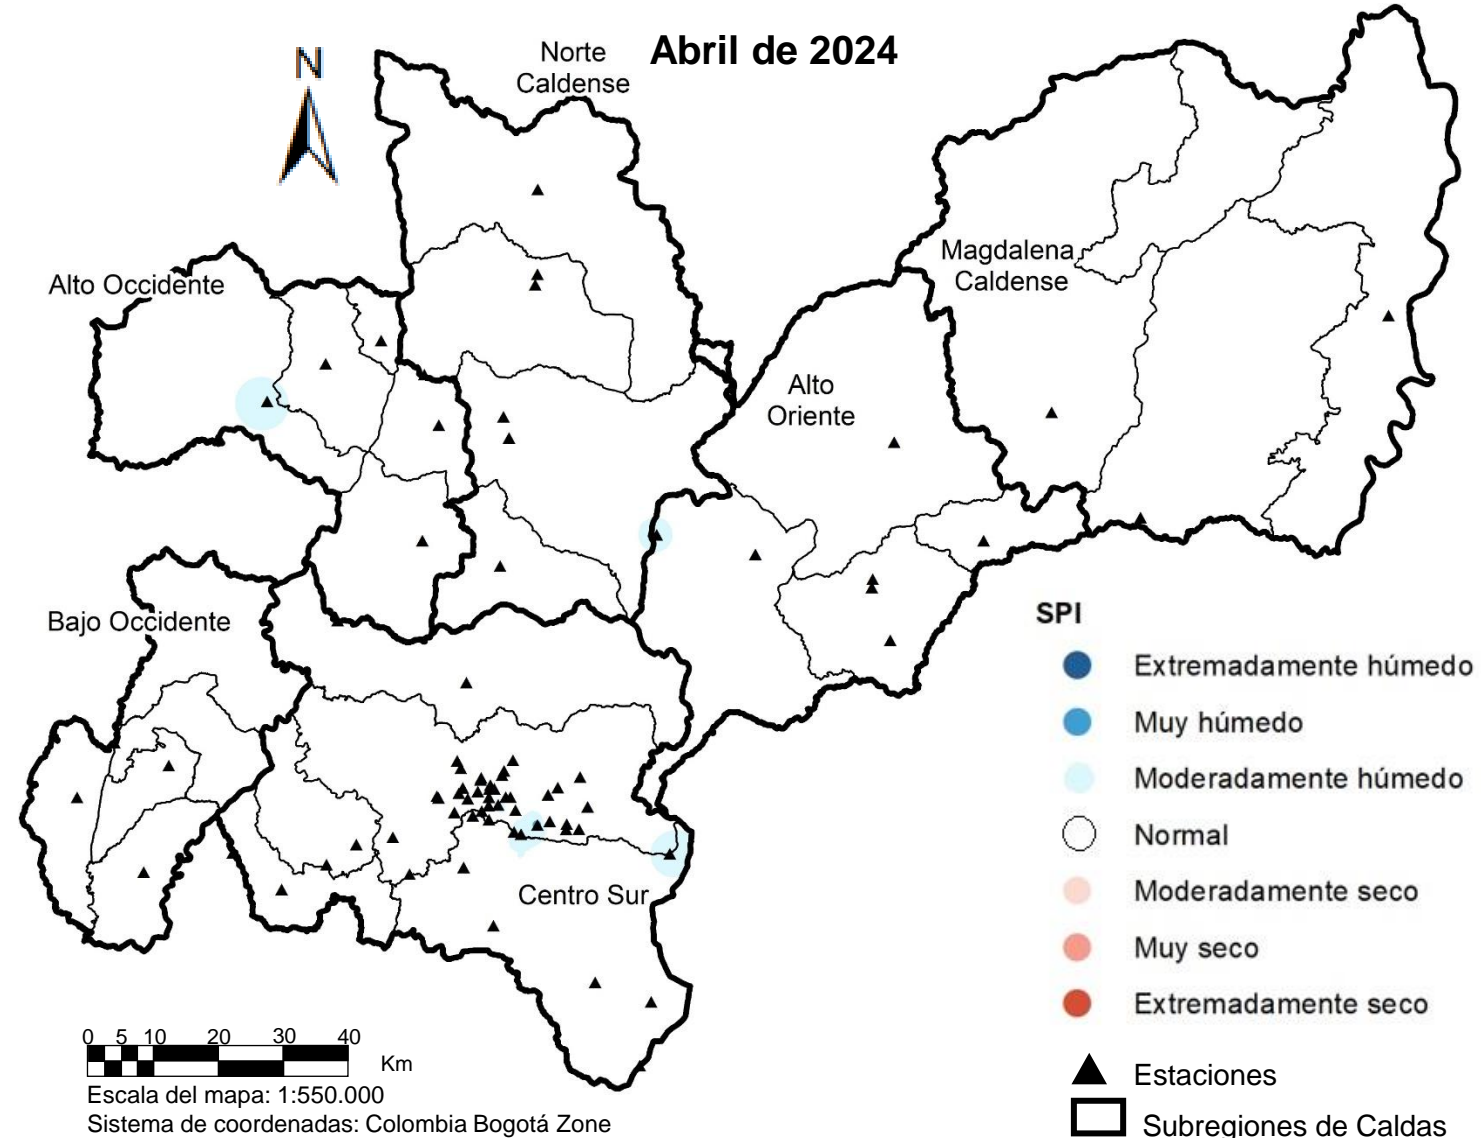 Abril de 2024
N
Norte
Caldense
Alto Occidente
Magdalena
Caldense
Alto
Oriente
Bajo Occidente
Centro Sur
SPI
Extremadamente húmedo
Muy húmedo
Moderadamente húmedo
Normal
Moderadamente seco
Muy seco
Extremadamente seco
Estaciones
Subregiones de Caldas
0 5 10 20 30 40
Km
Escala del mapa: 1:550.000
Sistema de coordenadas: Colombia Bogotá Zone